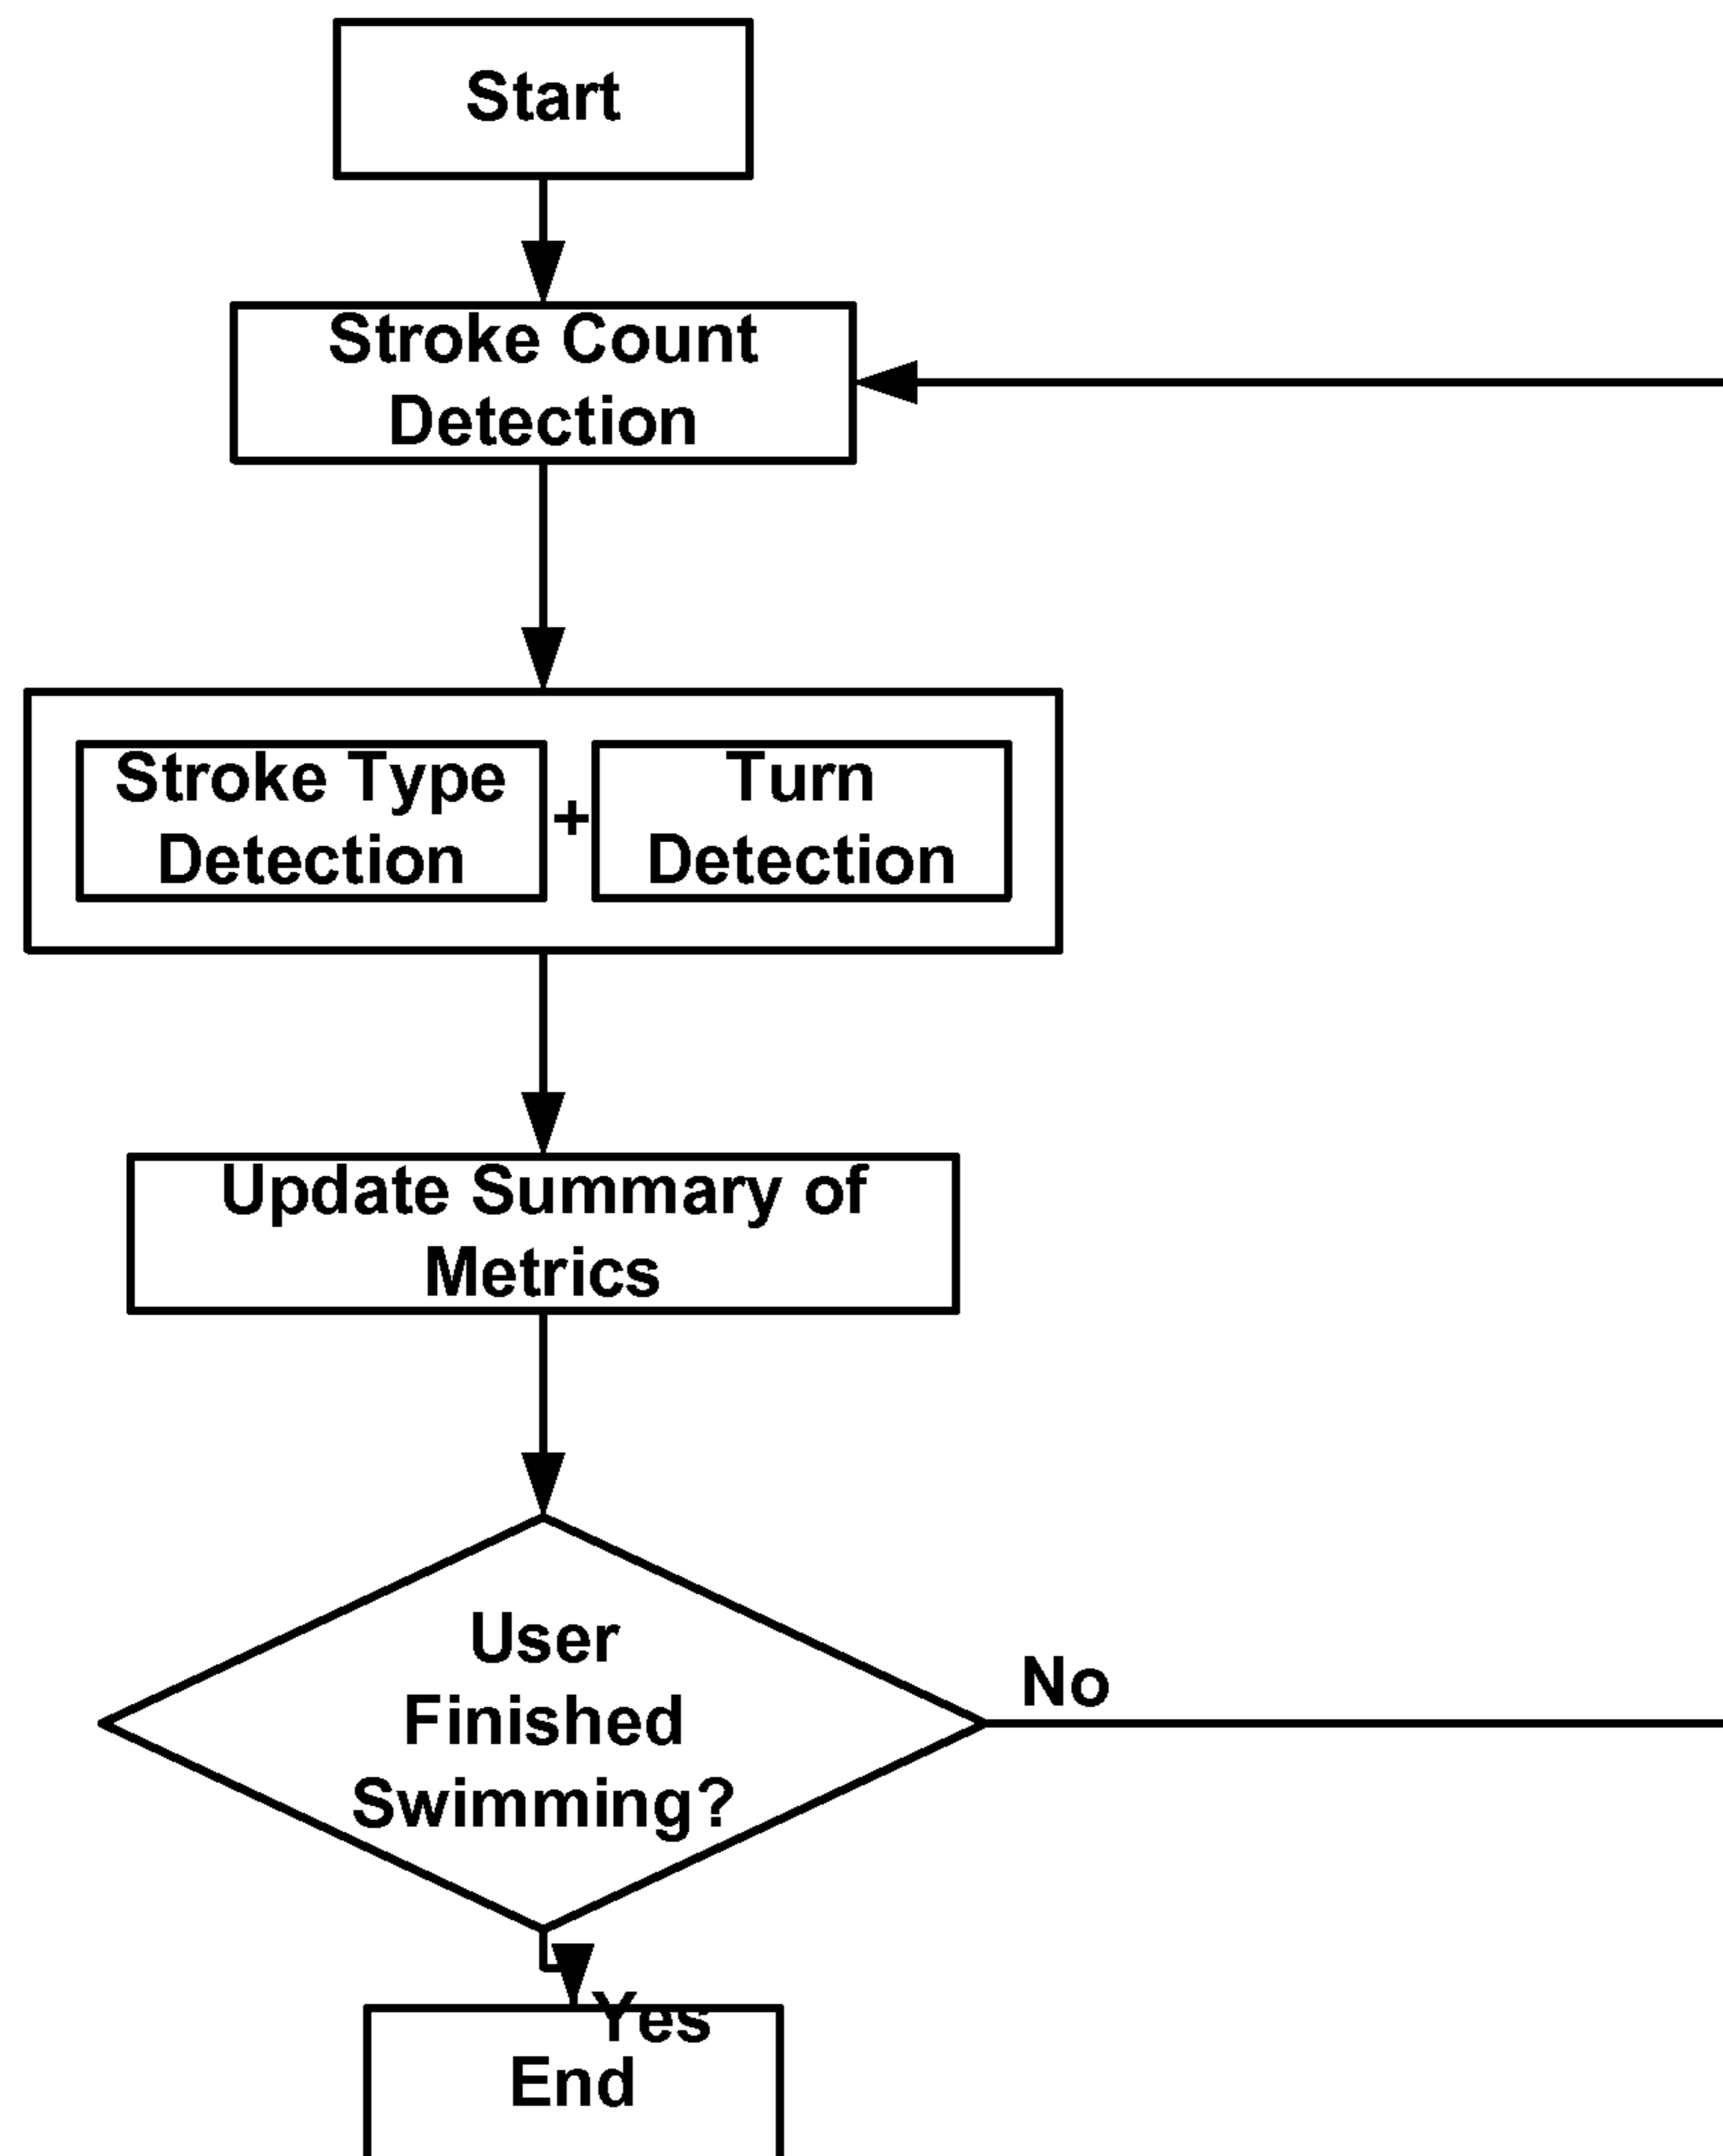 Start
Stroke Count
Detection
Stroke Type
Detection
+
Turn
Detection
Update Summary of
Metrics
User
Finished
Swimming?
No
Yes
End